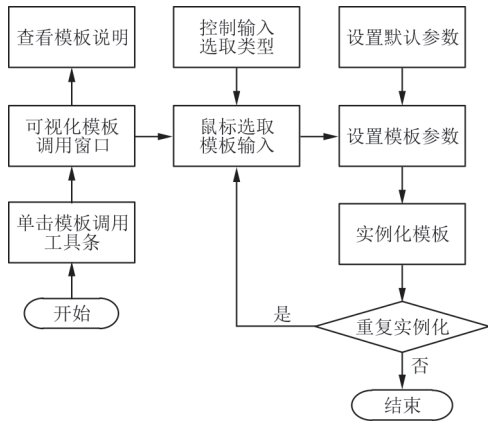 查看模板说明
控制输入
选取类型
设置默认参数
可视化模板
调用窗口
鼠标选取
模板输入
设置模板参数
单击模板调用
工具条
实例化模板
开始
是
重复实例化
否
结束